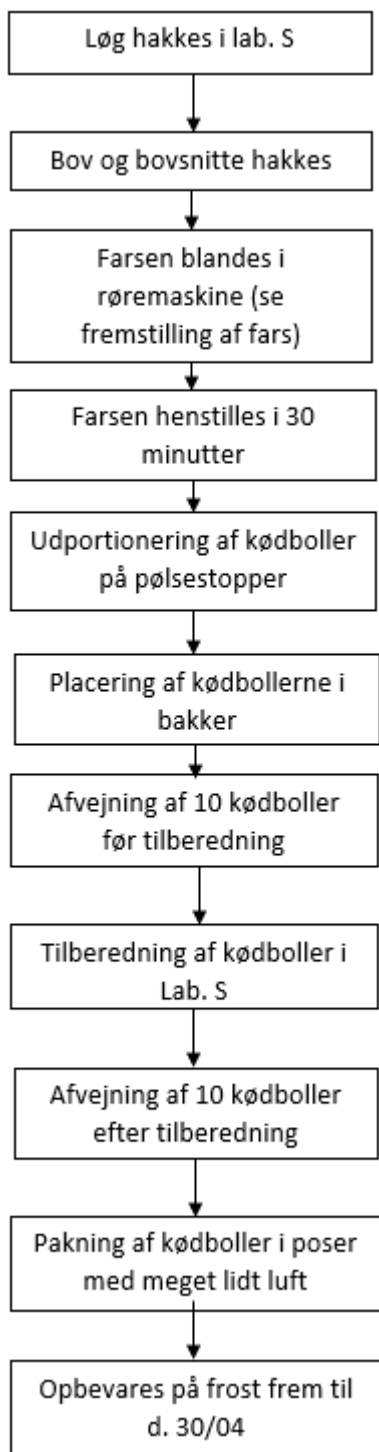 Løg hakkes i lab. S
Bov og bovsnitte hakkes
Farsen blandes i
røremaskine (se
fremstilling af fars)
Farsen henstilles i 30
minutter
Udportionering af kødboller
på pølsestopper
Placering af kødbollerne i
bakker
Afvejning af 10 kødboller
før tilberedning
Tilberedning af kødboller i
Lab. S
Afvejning af 10 kødboller
efter tilberedning
Pakning af kødboller i poser
med meget lidt luft
Opbevares på frost frem til
d. 30/04